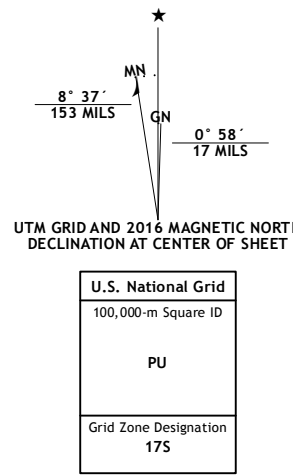 ★
MN
8° 37´
153 MILS
GN
0° 58´
17 MILS
UTM GRID AND 2016 MAGNETIC NORT
DECLINATION AT CENTER OF SHEET
U.S. National Grid
100,000-m Square ID
PU
Grid Zone Designation
17S